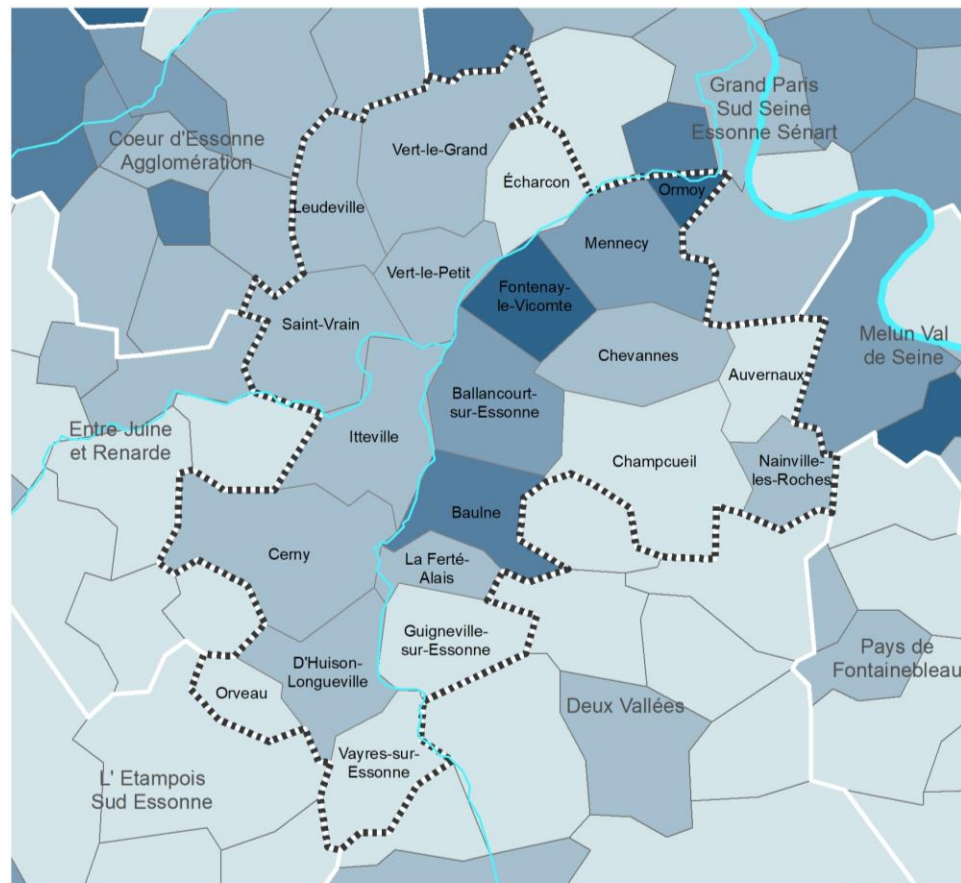 Grand Paris
Sud Seine
Essonne Sénart
Coeur d'Essonne
Agglomération
Vert-le-Grand
Écharcon
Ormoy
Leudeville
Mennecy
Vert-le-Petit
Fontenay-
le-Vicomte
Saint-Vrain
Chevannes
Melun Val
de Seine
Auvernaux
Ballancourt-
sur-Essonne
Entre Juine
et Renarde
Itteville
Champcueil
Nainville-
les-Roches
Baulne
Cerny
La Ferté-
Alais
Guigneville-
sur-Essonne
Pays de
Fontainebleau
D'Huison-
Longueville
Orveau
Deux Vallées
Vayres-sur-
Essonne
L' Etampois
Sud Essonne